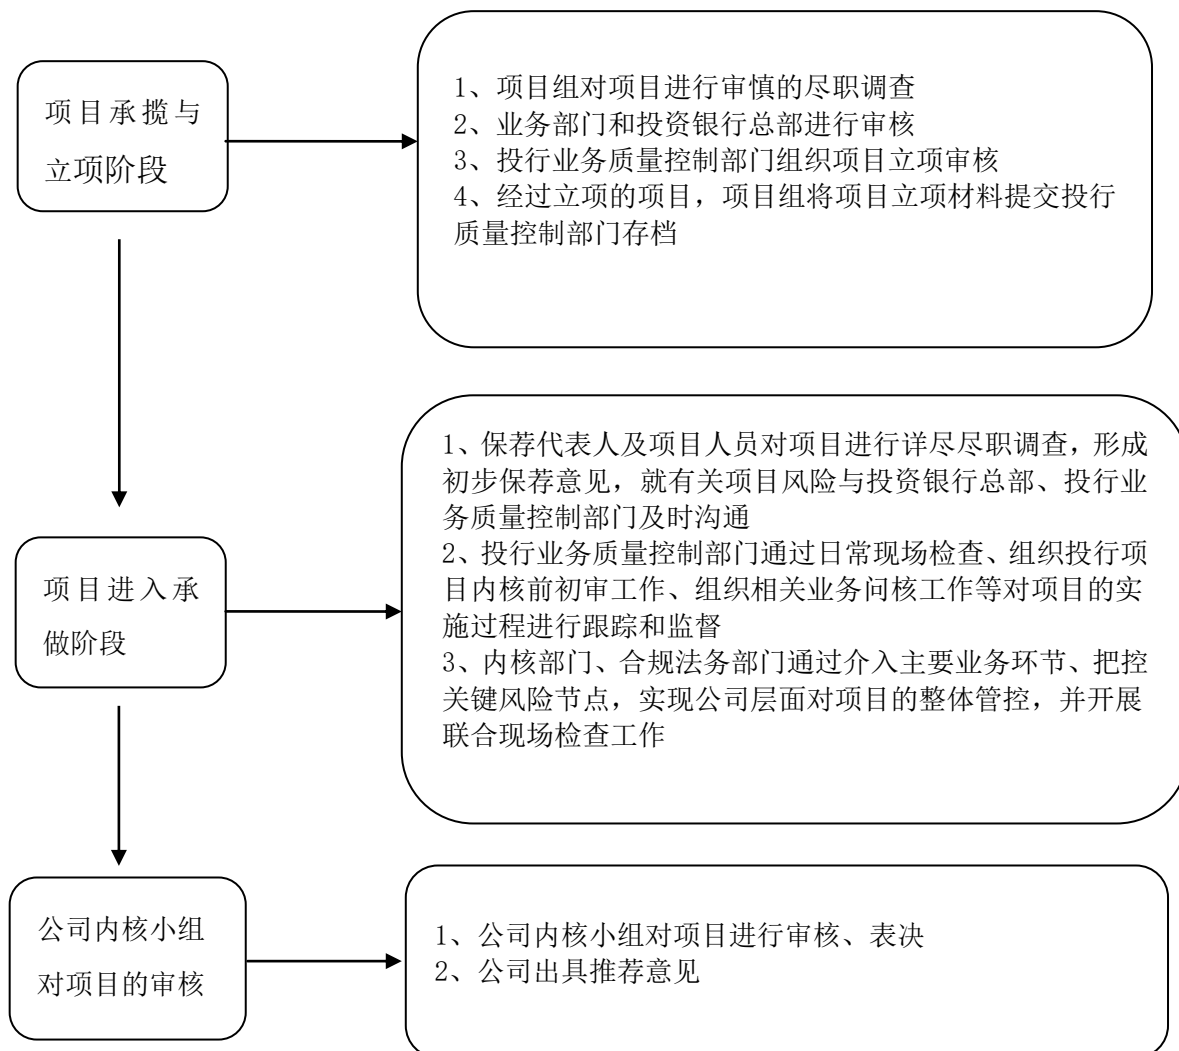 项目承揽与
立项阶段
1、项目组对项目进行审慎的尽职调查
2、业务部门和投资银行总部进行审核
3、投行业务质量控制部门组织项目立项审核
4、经过立项的项目，项目组将项目立项材料提交投行
质量控制部门存档
项目进入承
做阶段
1、保荐代表人及项目人员对项目进行详尽尽职调查，形成
初步保荐意见，就有关项目风险与投资银行总部、投行业
务质量控制部门及时沟通
2、投行业务质量控制部门通过日常现场检查、组织投行项
目内核前初审工作、组织相关业务问核工作等对项目的实
施过程进行跟踪和监督
3、内核部门、合规法务部门通过介入主要业务环节、把控
关键风险节点，实现公司层面对项目的整体管控，并开展
联合现场检查工作
公司内核小组
对项目的审核
1、公司内核小组对项目进行审核、表决
2、公司出具推荐意见